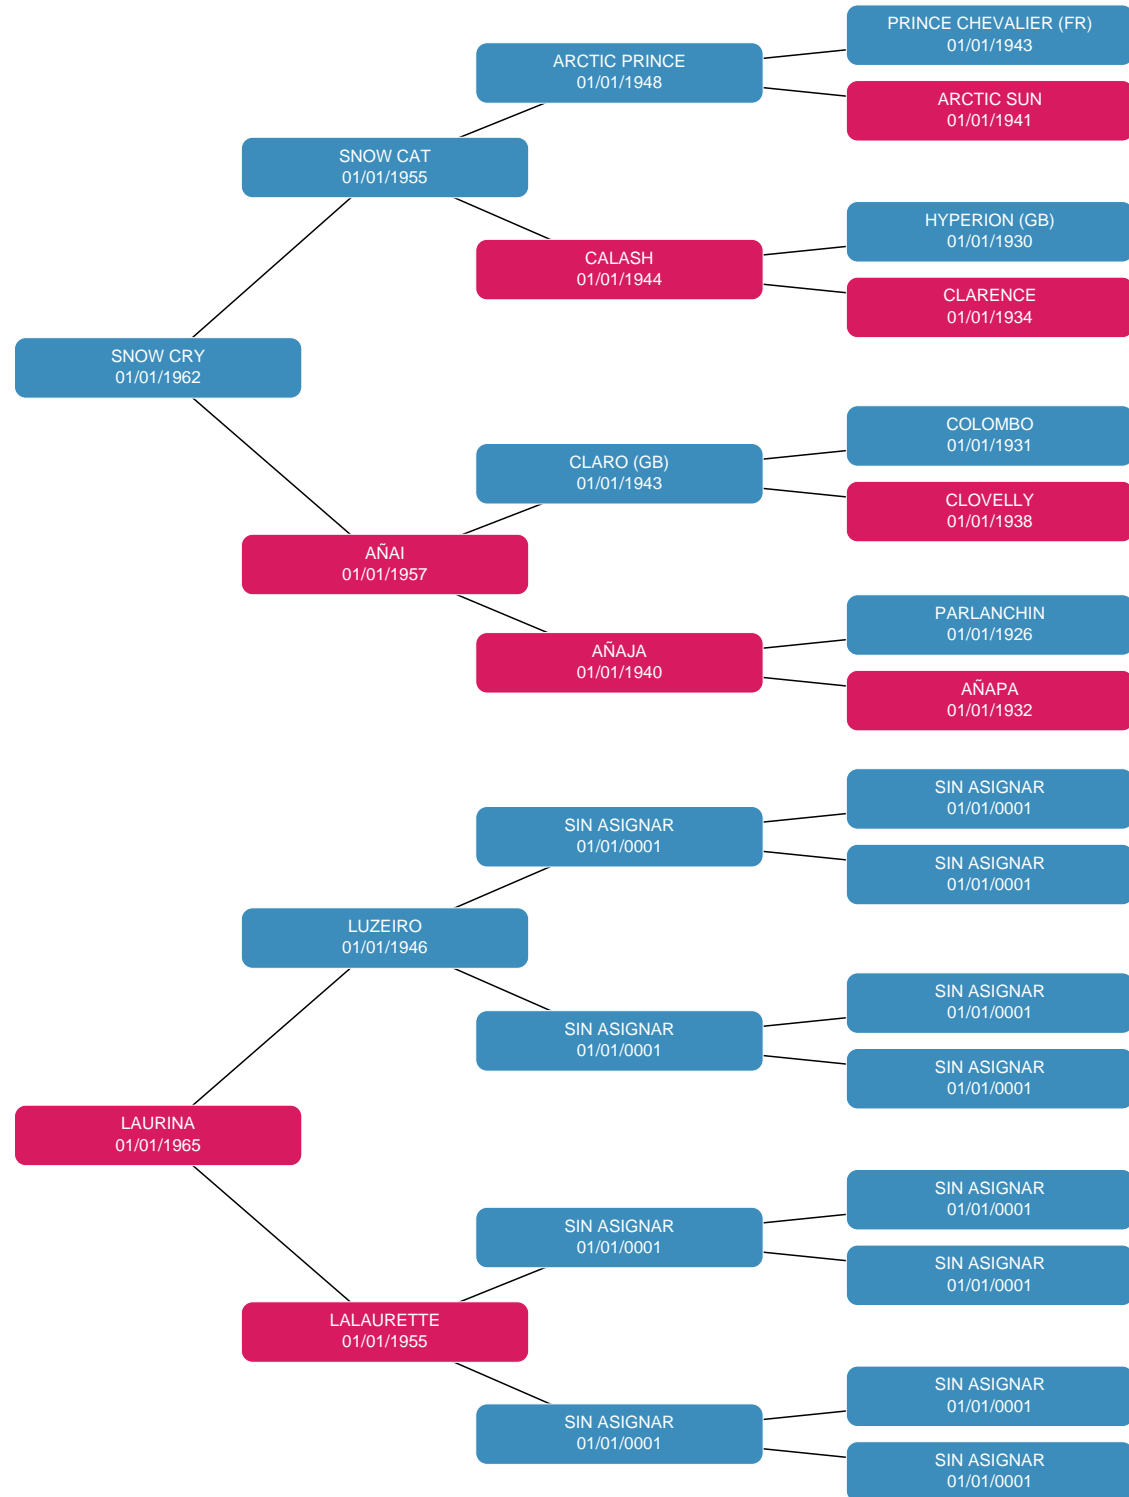 PRINCE CHEVALIER (FR)
01/01/1943
ARCTIC PRINCE
01/01/1948
ARCTIC SUN
01/01/1941
SNOW CAT
01/01/1955
HYPERION (GB)
01/01/1930
CALASH
01/01/1944
CLARENCE
01/01/1934
SNOW CRY
01/01/1962
COLOMBO
01/01/1931
CLARO (GB)
01/01/1943
CLOVELLY
01/01/1938
AÑAI
01/01/1957
PARLANCHIN
01/01/1926
AÑAJA
01/01/1940
AÑAPA
01/01/1932
SIN ASIGNAR
01/01/0001
SIN ASIGNAR
01/01/0001
SIN ASIGNAR
01/01/0001
LUZEIRO
01/01/1946
SIN ASIGNAR
01/01/0001
SIN ASIGNAR
01/01/0001
SIN ASIGNAR
01/01/0001
LAURINA
01/01/1965
SIN ASIGNAR
01/01/0001
SIN ASIGNAR
01/01/0001
SIN ASIGNAR
01/01/0001
LALAURETTE
01/01/1955
SIN ASIGNAR
01/01/0001
SIN ASIGNAR
01/01/0001
SIN ASIGNAR
01/01/0001